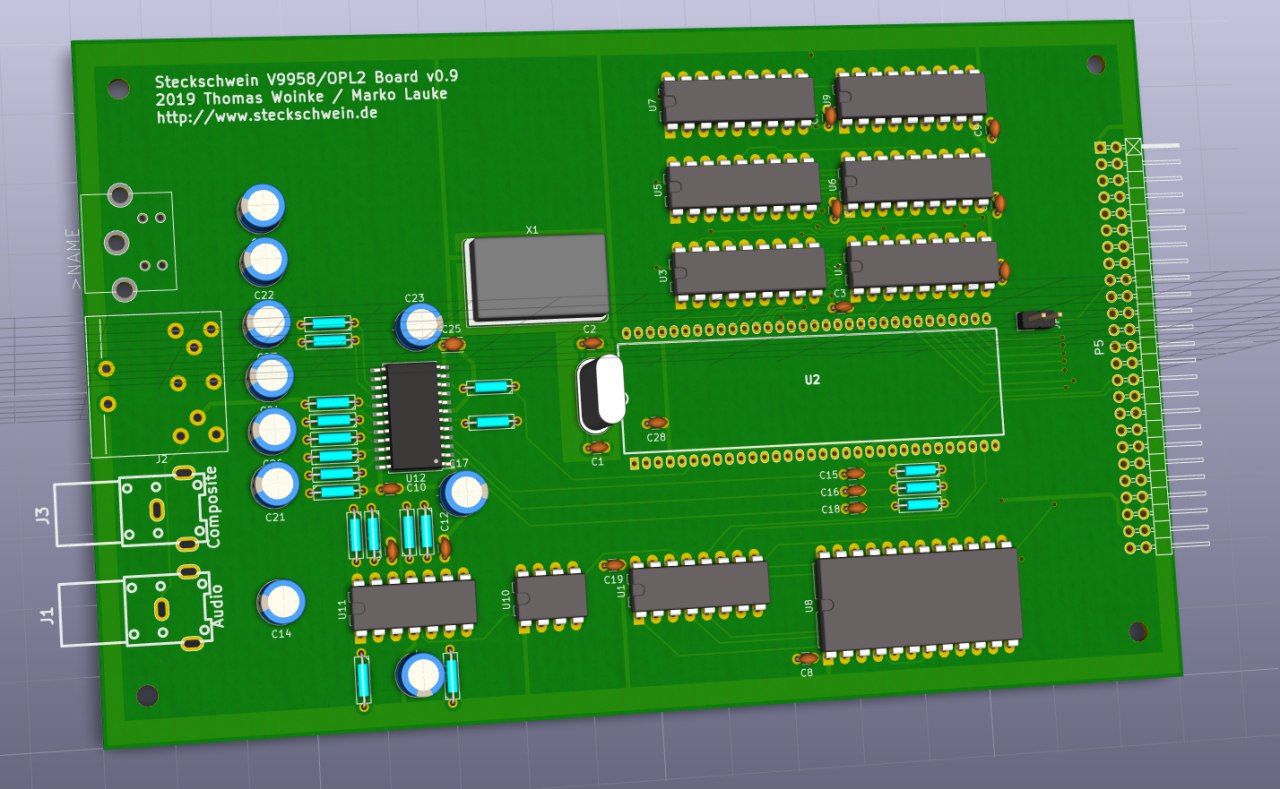 Steckschwein V9958/OPL2 Board v0.9
2019 Thomas Woinke / Marko Lauke
http://www.steckschwein.de
U7
U9
U5
U6
U3
>NAME
X1
C22
C23
C25
C2
C3
P5
U2
C28
C1
J2
C17
U12
C10
C15
C16
C18
C21
C12
J3
Composite
C19
U10
U11
U8
J1
Audio
C14
C8